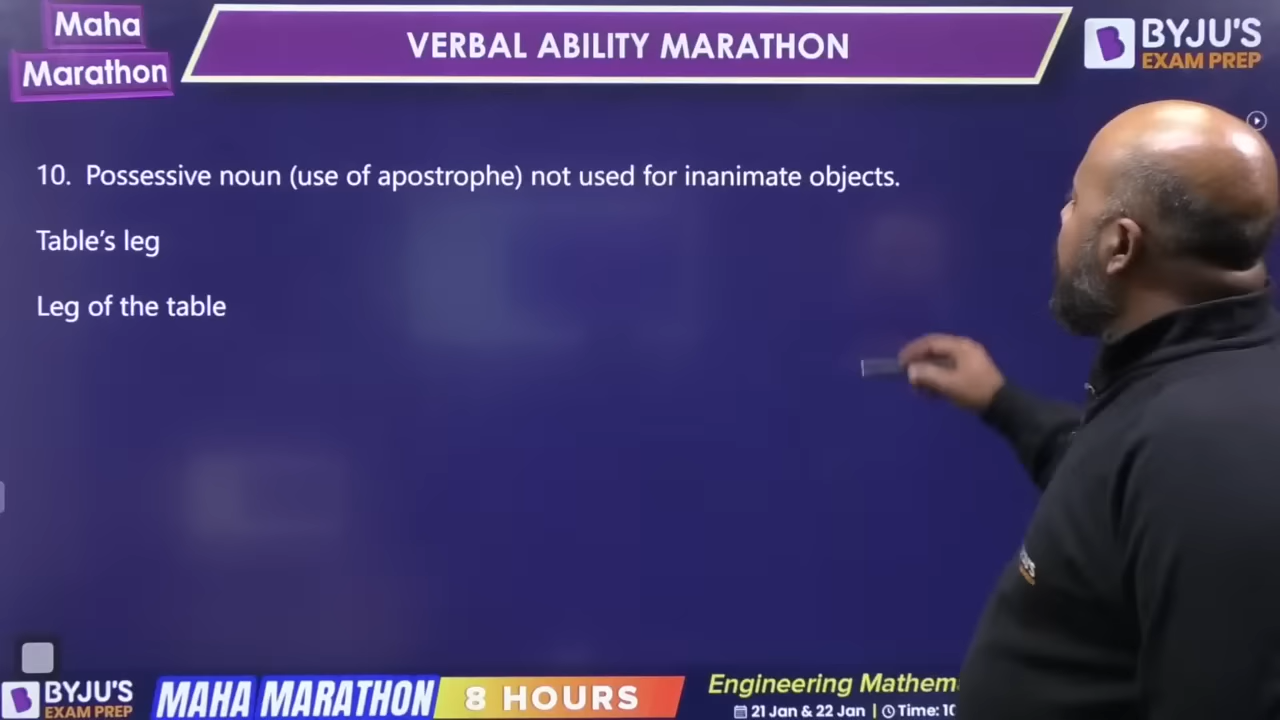 Maha
Marathon
VERBAL ABILITY MARATHON
BYJU'S
EXAM PREP
10. Possessive noun (use of apostrophe) not used for inanimate objects.
Table’s leg
Leg of the table
BYJU'S
EXAM PREP
MAHA MARATHON
8 HOURS
Engineering Mathem
21 Jan & 22 Jan | Time: 10